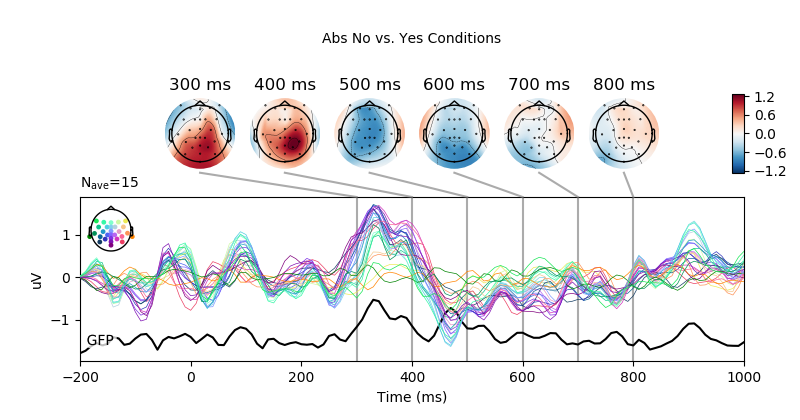 Abs No vs. Yes Conditions
300 ms 400 ms 500 ms 600 ms 700 ms 800 ms
1.2
0.6
0.0
−0.6
−1.2
Nave=15
uV
1
0
−1
GFP
−200 0 200 400 600 800 1000
Time (ms)